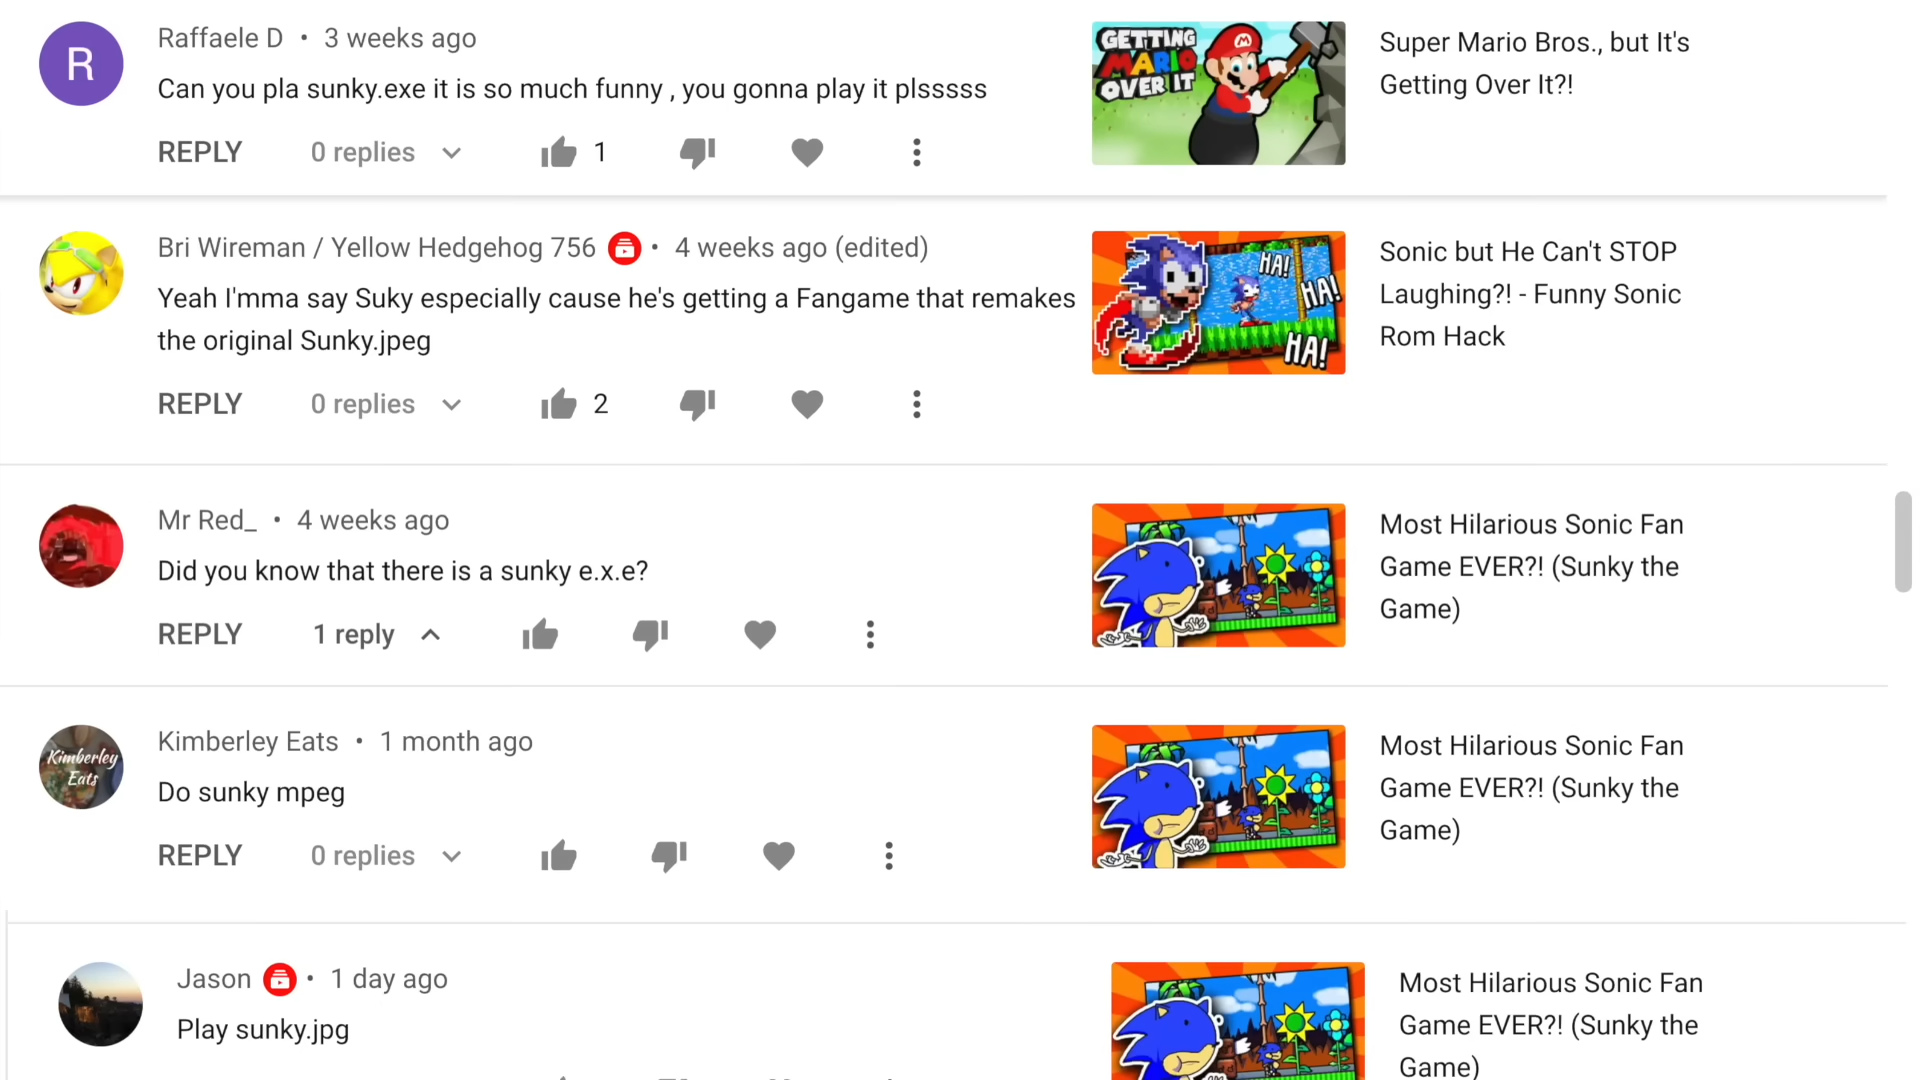 R
Raffaele D • 3 weeks ago
Can you pla sunky.exe it is so much funny , you gonna play it plsssss
REPLY 0 replies 1
GETTING
MARIO
OVER IT
Super Mario Bros., but It's
Getting Over It?!
Bri Wireman / Yellow Hedgehog 756 • 4 weeks ago (edited)
Yeah I'mma say Suky especially cause he's getting a Fangame that remakes
the original Sunky.jpeg
REPLY 0 replies 2
HA!
HA!
HA!
Sonic but He Can't STOP
Laughing?! - Funny Sonic
Rom Hack
Mr Red_ • 4 weeks ago
Did you know that there is a sunky e.x.e?
REPLY 1 reply
Most Hilarious Sonic Fan
Game EVER?! (Sunky the
Game)
Kimberley
Eats
Kimberley Eats • 1 month ago
Do sunky mpeg
REPLY 0 replies
Most Hilarious Sonic Fan
Game EVER?! (Sunky the
Game)
Jason • 1 day ago
Play sunky.jpg
Most Hilarious Sonic Fan
Game EVER?! (Sunky the
Game)